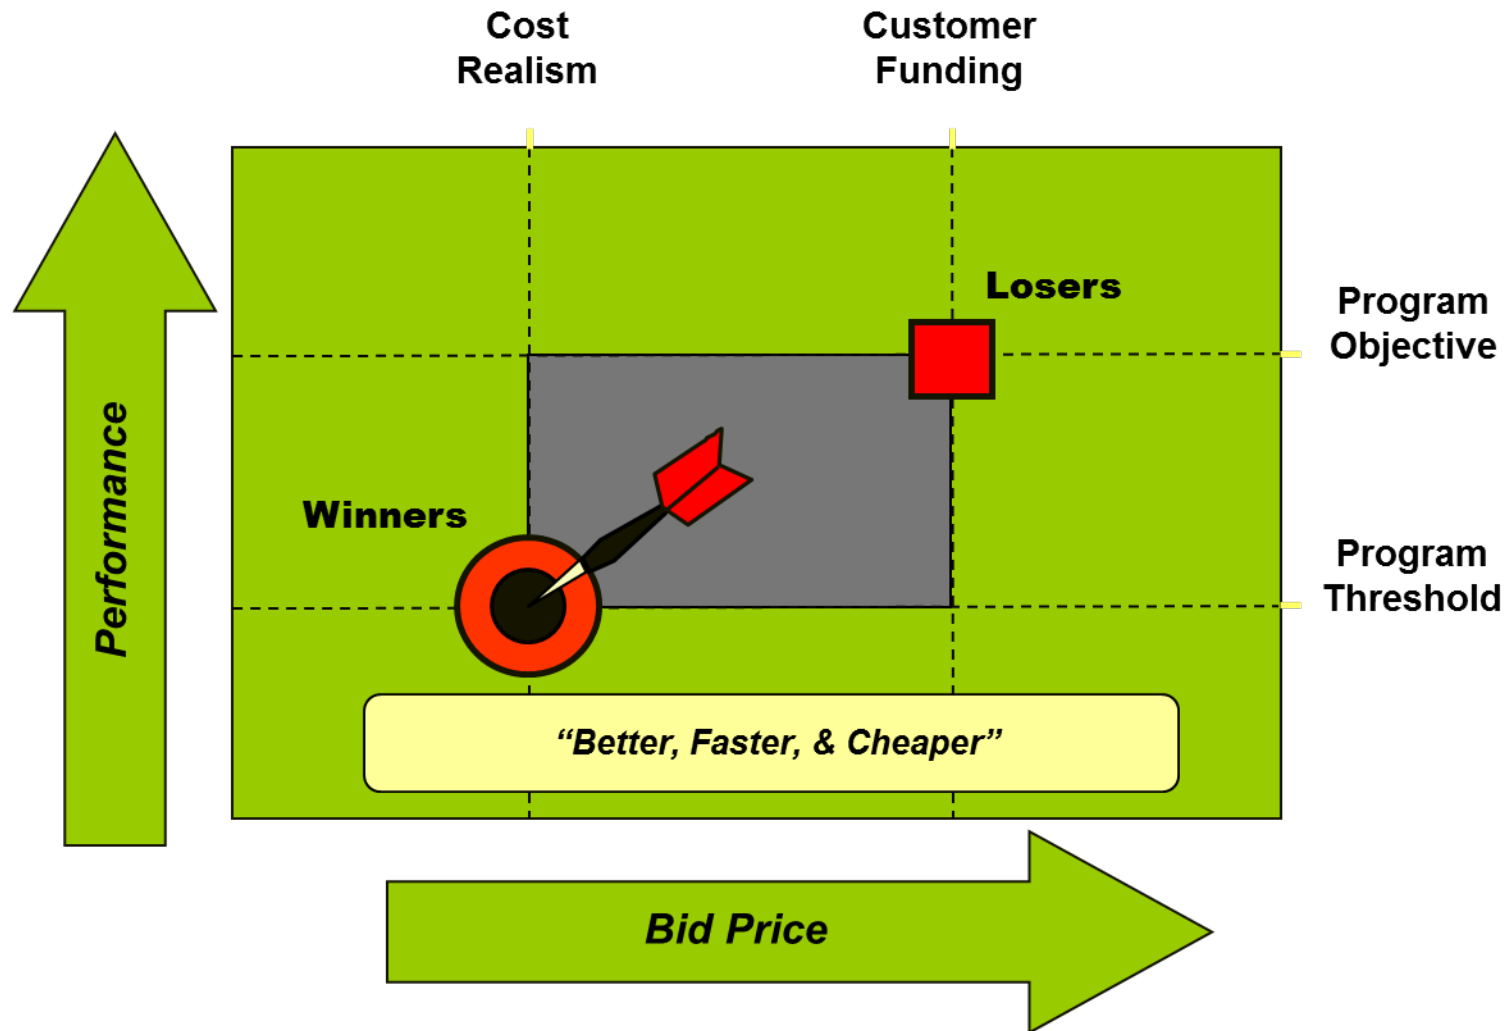 Cost
Realism
Customer
Funding
Losers
Program
Objective
Performance
Winners
Program
Threshold
“Better, Faster, & Cheaper”
Bid Price